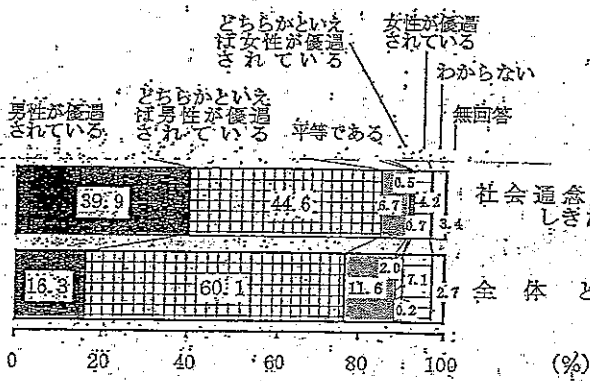 どちらかといえ
ば女性が優遇
されている
女性が優遇
されている
わからない
男性が優遇
されている
どちらかといえ
ば男性が優遇
されている
平等である
無回答
39.9
44.6
6.7
0.5
0.7
4.2
3.4
社会通念
しき
16.3
60.1
11.6
2.0
0.2
7.1
2.7
全体と
0
20
40
60
80
100
(%)